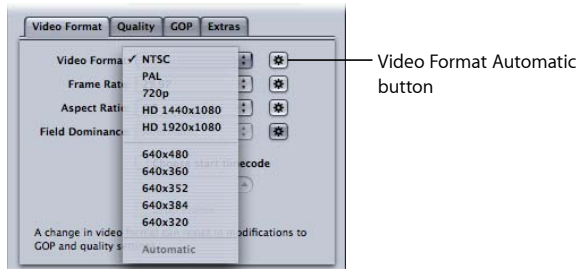 Video Format Quality GOP Extras
Video Forma ✓ NTSC
PAL
Frame Rat
720p
Aspect Rati
HD 1440x1080
Field Dominanc
HD 1920x1080
640x480
start timecode
640x360
640x352
640x384
640x320
A change in video modifications to
GOP and quality s
Automatic
Video Format Automatic
button